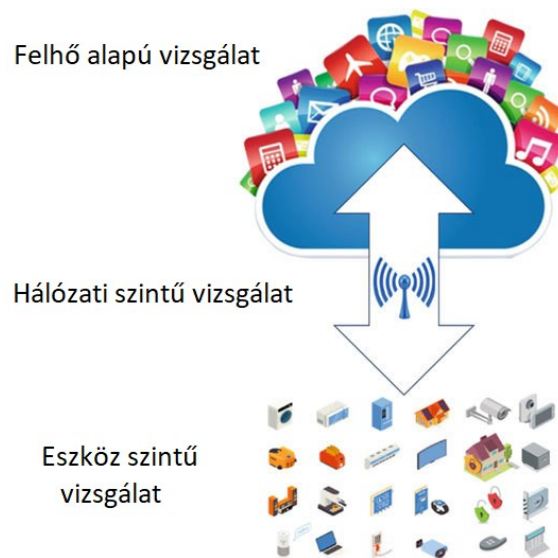 Felhő alapú vizsgálat
Hálózati szintű vizsgálat
Eszköz szintű
vizsgálat